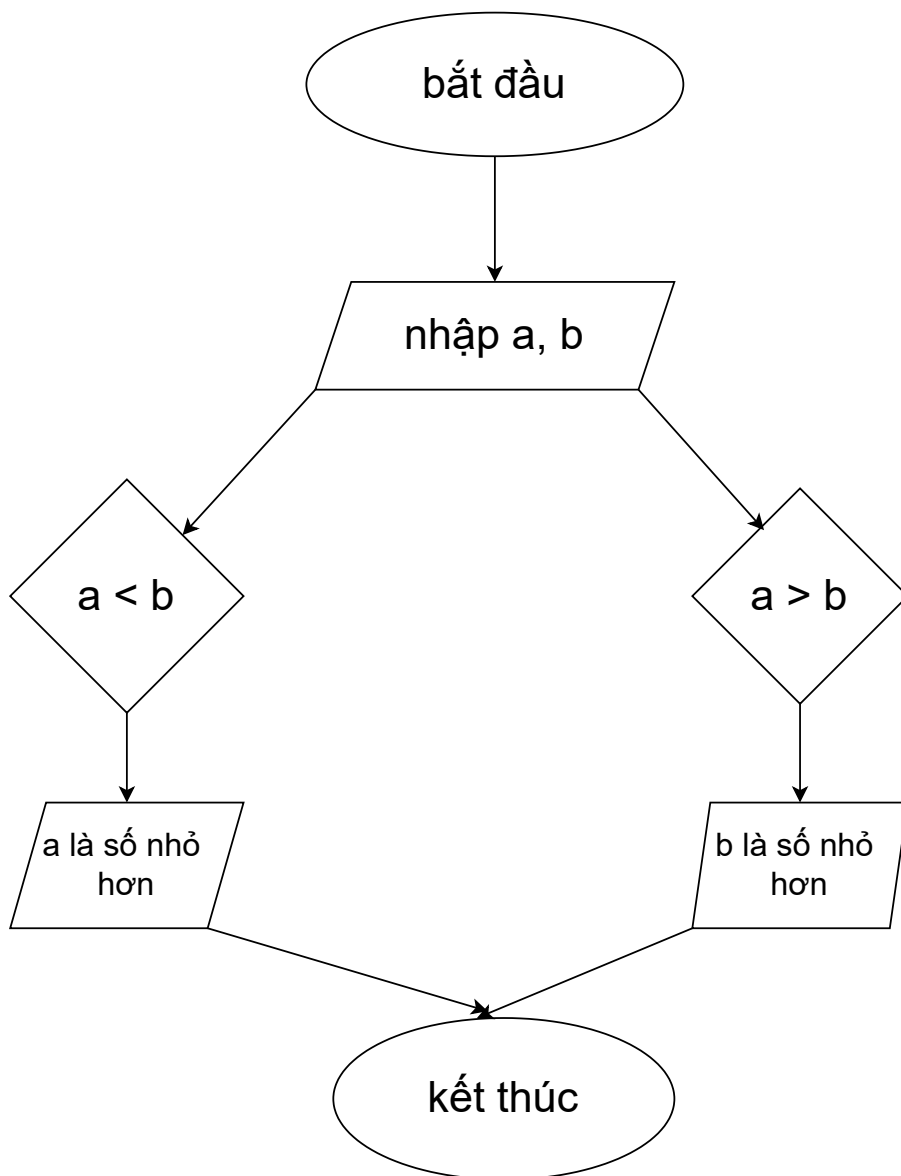 bắt đầu
nhập a, b
a < b
a > b
a là số nhỏ
hơn
b là số nhỏ
hơn
kết thúc